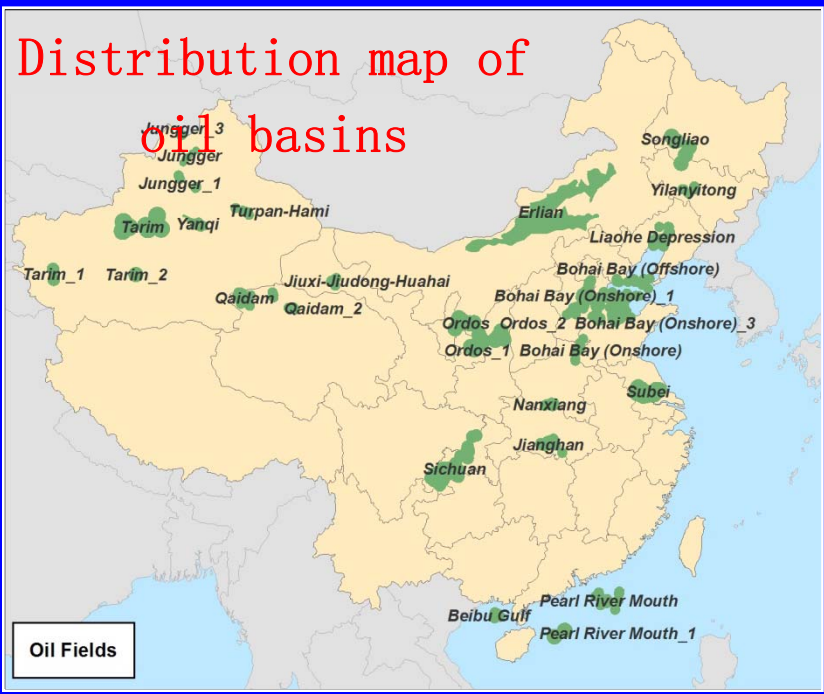 Distribution map of
oil basins
Jungger_3
Jungger
Jungger_1
Songliao
Yilanyitong
Turpan-Hami
Erlian
Tarim
Yanqi
Liaohe Depression
Tarim_1
Tarim_2
Bohai Bay (Offshore)
Jiuxi-Jiudong-Huahai
Qaidam
Bohai Bay (Onshore)_1
Qaidam_2
Ordos
Ordos_2
Bohai Bay (Onshore)_3
Ordos_1
Bohai Bay (Onshore)
Subei
Nanxiang
Jianghan
Sichuan
Pearl River Mouth
Beibu Gulf
Pearl River Mouth_1
Oil Fields